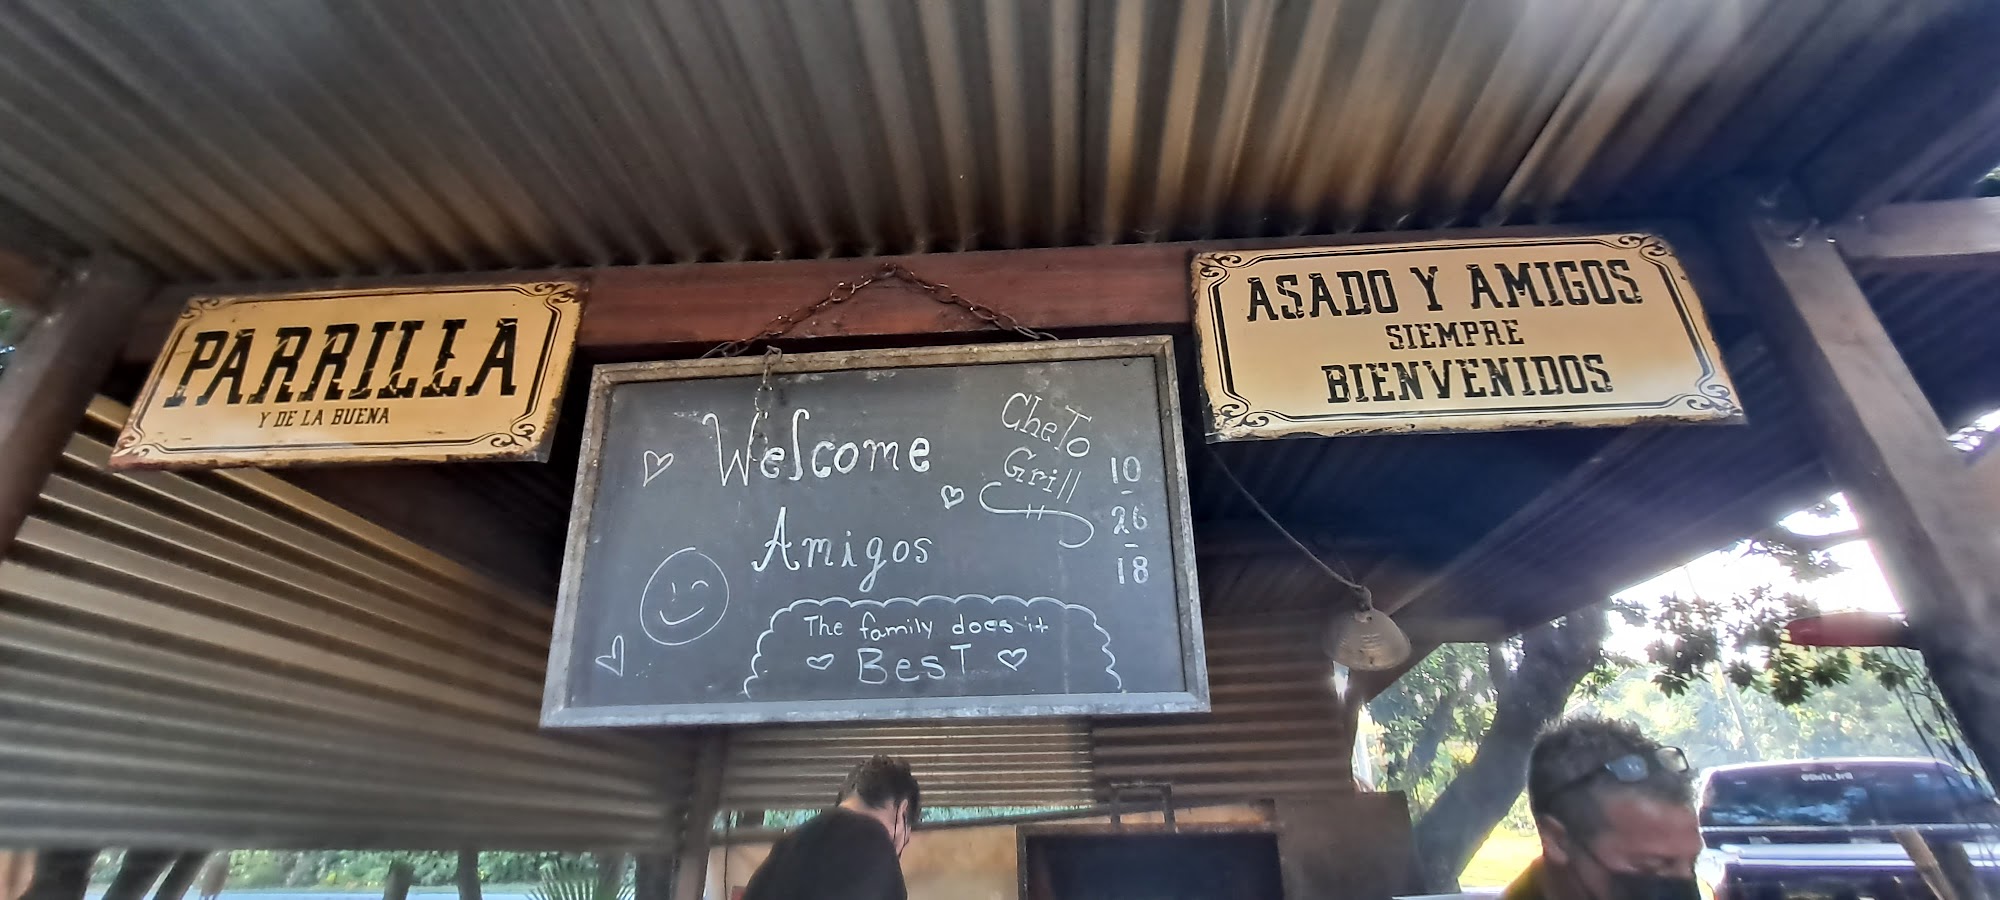 PARRILLA
Y DE LA BUENA
ASADO Y AMIGOS
SIEMPRE
BIENVENIDOS
Welcome
Amigos
CheTo
Grill
10
-
26
-
18
The family does it
BesT